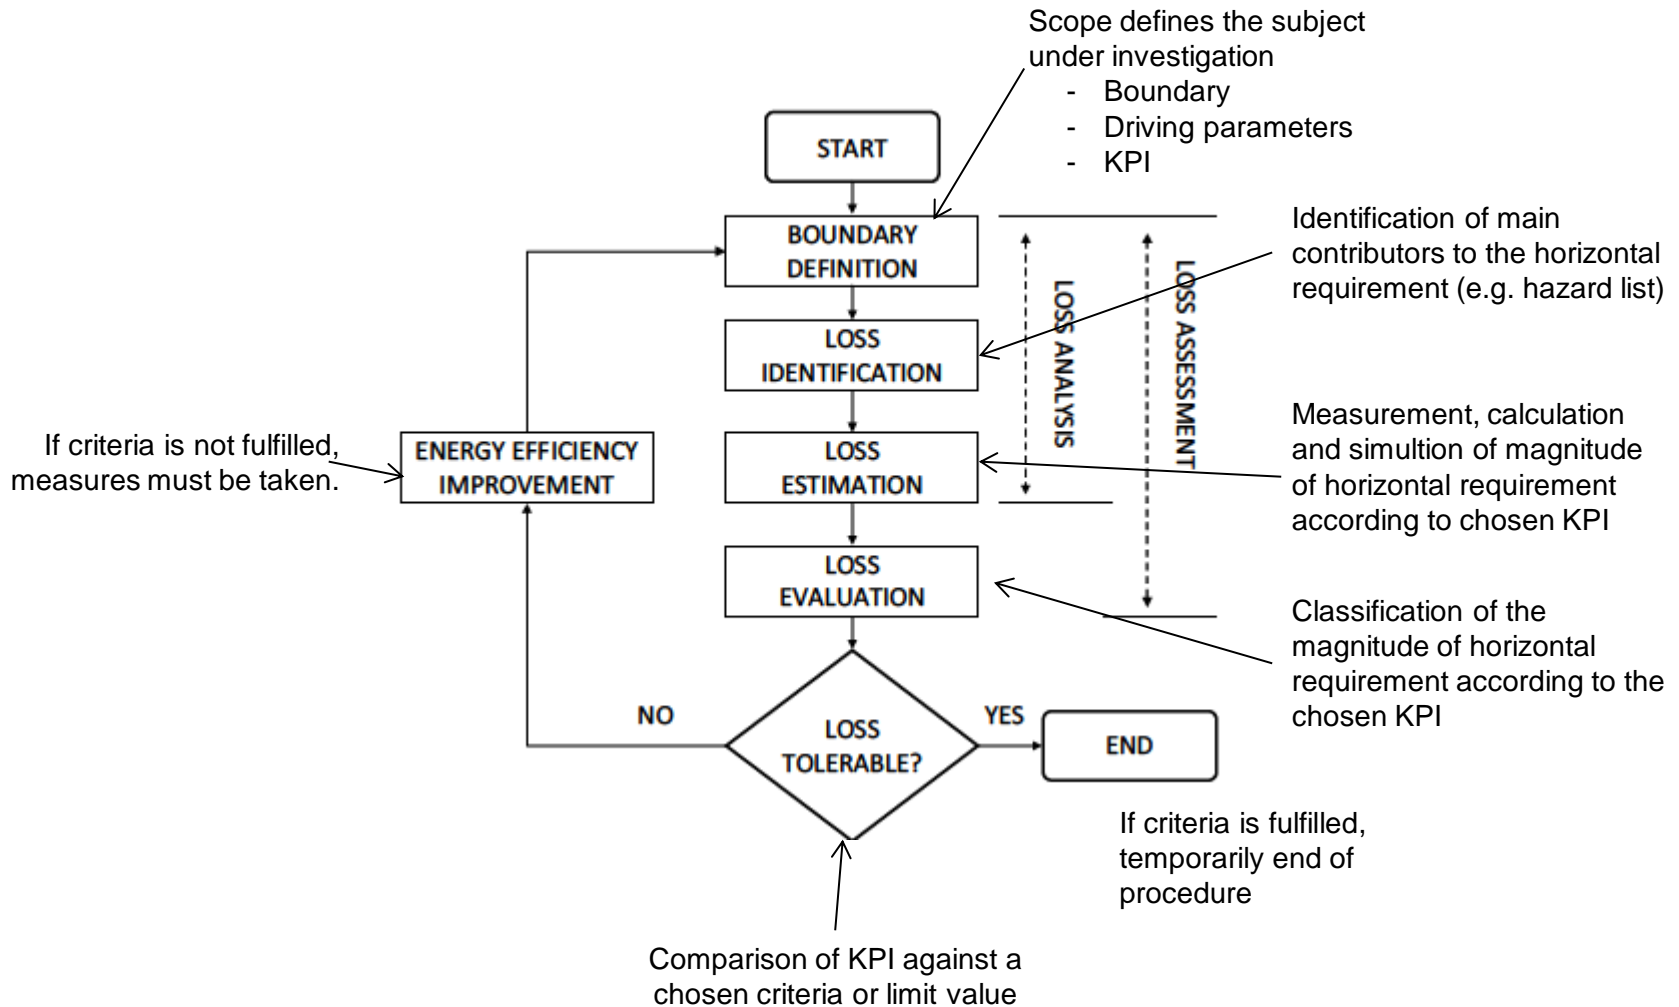 Scope defines the subject
under investigation
- Boundary
- Driving parameters
- KPI
START
BOUNDARY
DEFINITION
Identification of main
contributors to the horizontal
requirement (e.g. hazard list)
LOSS
IDENTIFICATION
LOSS ANALYSIS
LOSS ASSESSMENT
If criteria is not fulfilled,
measures must be taken.
ENERGY EFFICIENCY
IMPROVEMENT
LOSS
ESTIMATION
Measurement, calculation
and simultion of magnitude
of horizontal requirement
according to chosen KPI
LOSS
EVALUATION
Classification of the
magnitude of horizontal
requirement according to the
chosen KPI
NO
LOSS
TOLERABLE?
YES
END
If criteria is fulfilled,
temporarily end of
procedure
Comparison of KPI against a
chosen criteria or limit value